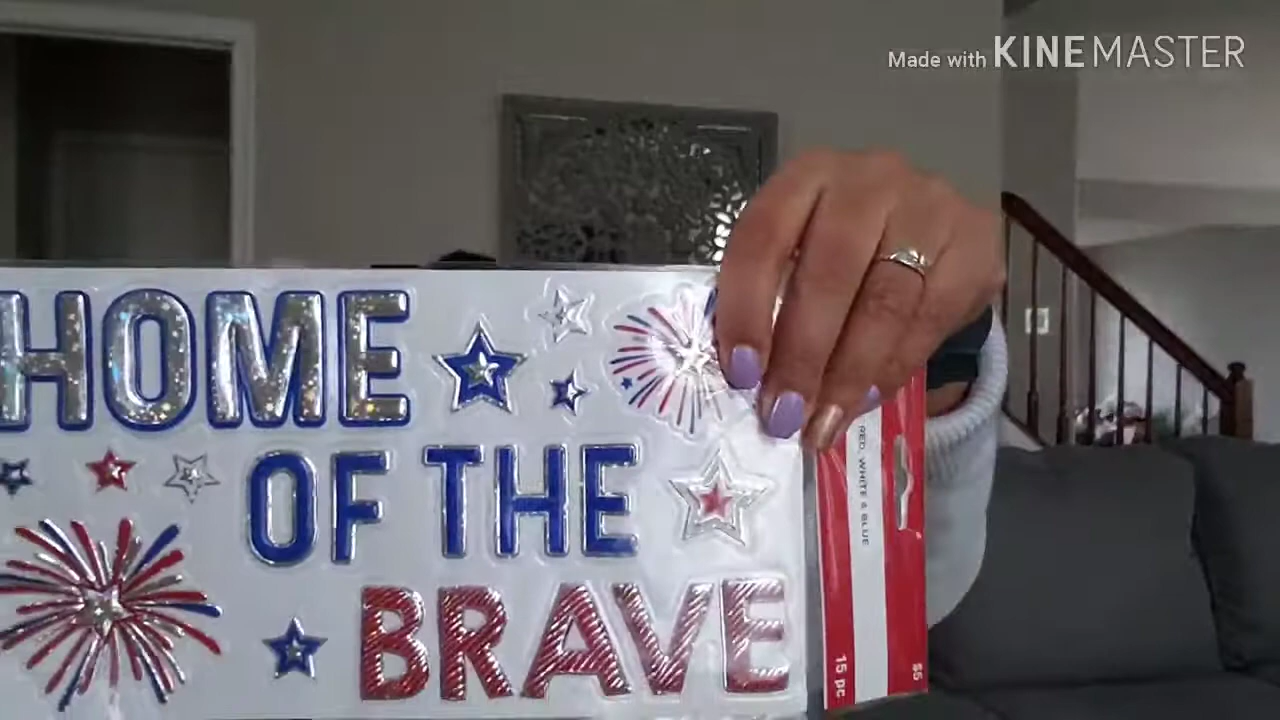 Made with KINEMASTER
HOME
OF THE
BRAVE
RED, WHITE & BLUE
15 pc
$5